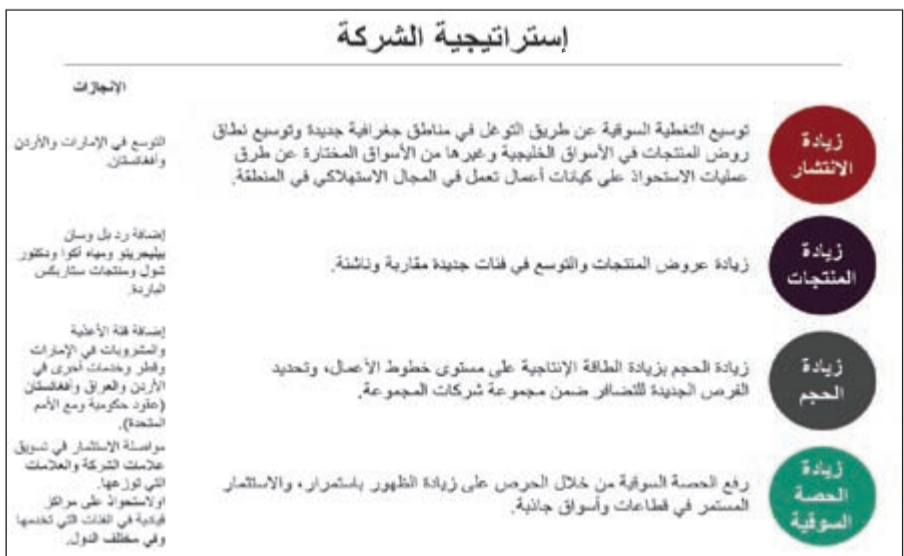 إستراتيجية الشركة
الإنجازات
زيادة
الانتشار
توسيع التغطية السوقية عن طريق التوغل في مناطق جغرافية جديدة وتوسيع نطاق
روض المنتجات في الأسواق الخليجية وغيرها من الأسواق المختارة عن طرق
عمليات الاستحواذ على كيانات أعمال تعمل في المجال الاستهلاكي في المنطقة.
التوسع في الإمارات والأردن
وأفغانستان.
زيادة
المنتجات
زيادة عروض المنتجات والتوسع في فئات جديدة مقاربة وناشئة.
إضافة رد بل وسان
بيليجرينو ومياه أكوا ودكتور
شول ومنتجات ستاربكس
الباردة.
زيادة
الحجم
زيادة الحجم بزيادة الطاقة الإنتاجية على مستوى خطوط الأعمال، وتحديد
الفرص الجديدة للتضافر ضمن مجموعة شركات المجموعة.
إضافة فئة الأغذية
والمشروبات في الإمارات
وقطر وخدمات أخرى في
الأردن والعراق وأفغانستان
(عقود حكومية ومع الأمم
المتحدة).
زيادة
الحصة
السوقية
رفع الحصة السوقية من خلال الحرص على زيادة الظهور باستمرار، والاستثمار
المستمر في قطاعات وأسواق جاذبة.
مواصلة الاستثمار في تسويق
علامات الشركة والعلامات
التي توزعها.
اولاستحواذ على مراكز
قيادية في الفئات التي تخدمها
وفي مختلف الدول.